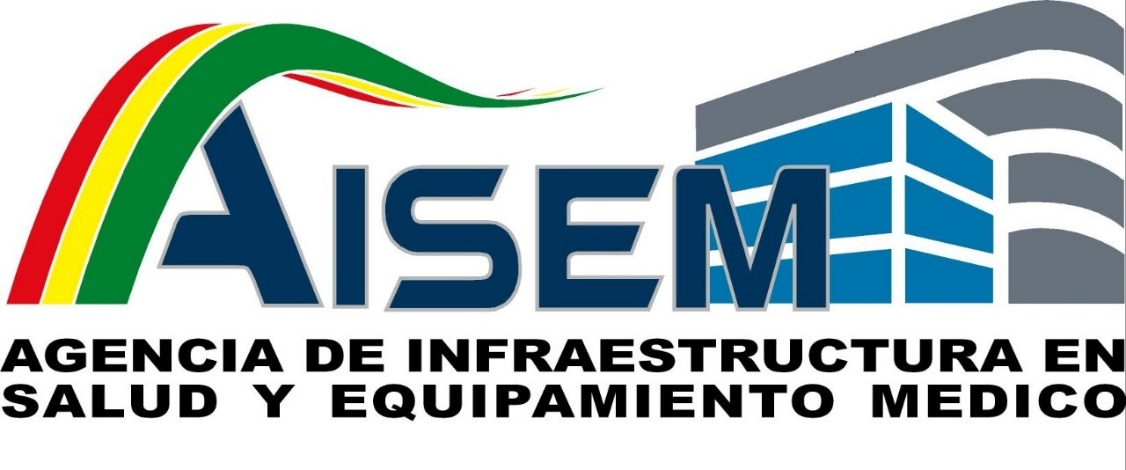 AISEM
AGENCIA DE INFRAESTRUCTURA EN
SALUD Y EQUIPAMIENTO MEDICO